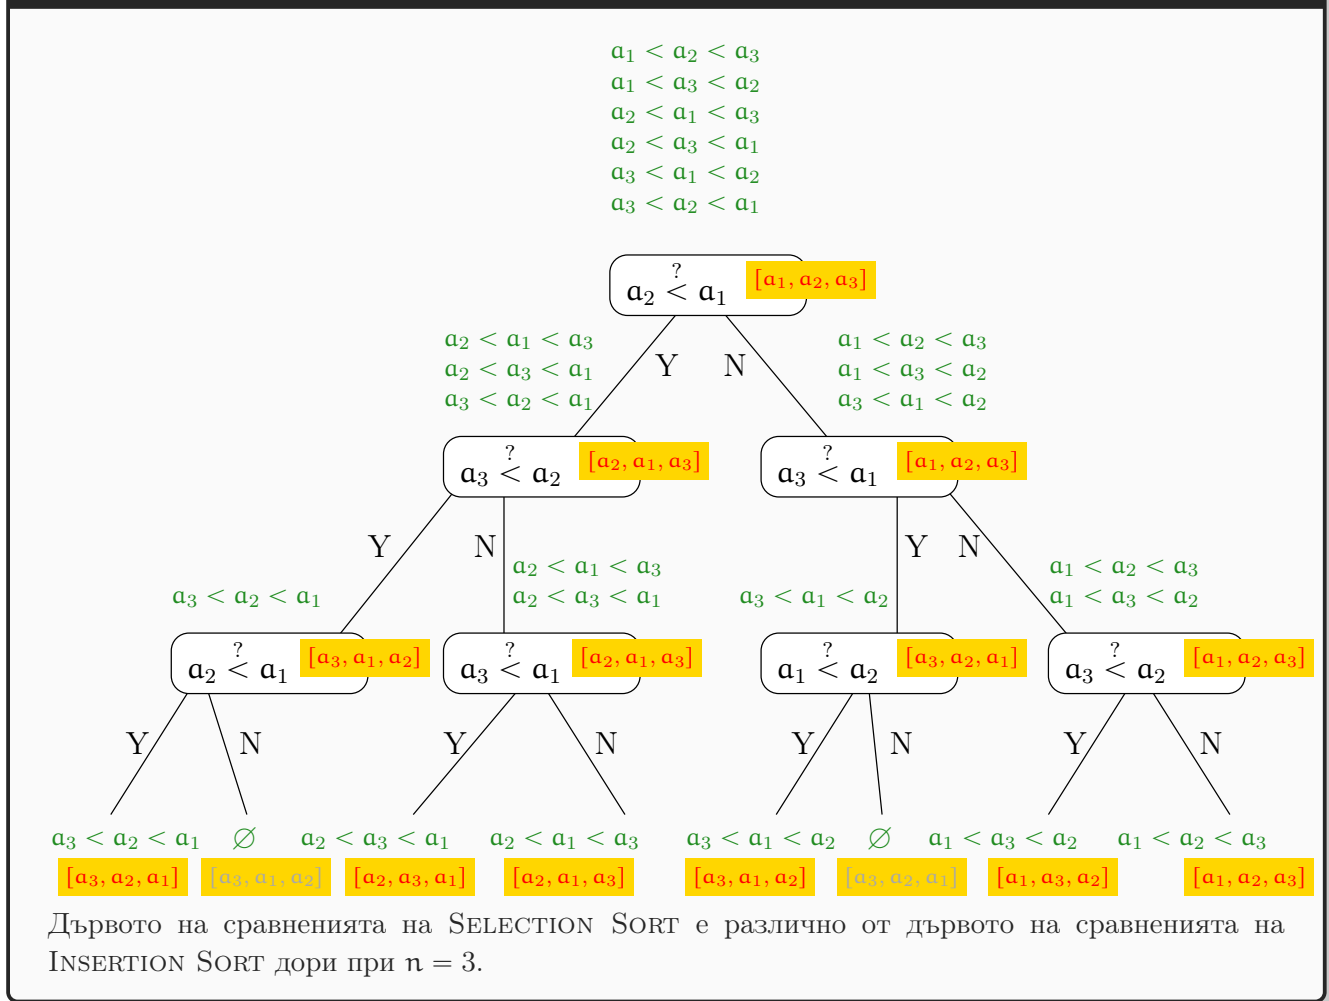 a₁ < a₂ < a₃
a₁ < a₃ < a₂
a₂ < a₁ < a₃
a₂ < a₃ < a₁
a₃ < a₁ < a₂
a₃ < a₂ < a₁
a₂ <? a₁ [a₁, a₂, a₃]
a₂ < a₁ < a₃
a₂ < a₃ < a₁
a₃ < a₂ < a₁
Y N
a₁ < a₂ < a₃
a₁ < a₃ < a₂
a₃ < a₁ < a₂
a₃ <? a₂ [a₂, a₁, a₃] a₃ <? a₁ [a₁, a₂, a₃]
Y N Y N
a₃ < a₂ < a₁
a₂ < a₁ < a₃
a₂ < a₃ < a₁
a₃ < a₁ < a₂
a₁ < a₂ < a₃
a₁ < a₃ < a₂
a₂ <? a₁ [a₃, a₁, a₂] a₃ <? a₁ [a₂, a₁, a₃] a₁ <? a₂ [a₃, a₂, a₁] a₃ <? a₂ [a₁, a₂, a₃]
Y N Y N Y N Y N
a₃ < a₂ < a₁ ∅ a₂ < a₃ < a₁ a₂ < a₁ < a₃ a₃ < a₁ < a₂ ∅ a₁ < a₃ < a₂ a₁ < a₂ < a₃
[a₃, a₂, a₁] [a₃, a₁, a₂] [a₂, a₃, a₁] [a₂, a₁, a₃] [a₃, a₁, a₂] [a₃, a₂, a₁] [a₁, a₃, a₂] [a₁, a₂, a₃]
Дървото на сравненията на SELECTION SORT е различно от дървото на сравненията на
INSERTION SORT дори при n = 3.